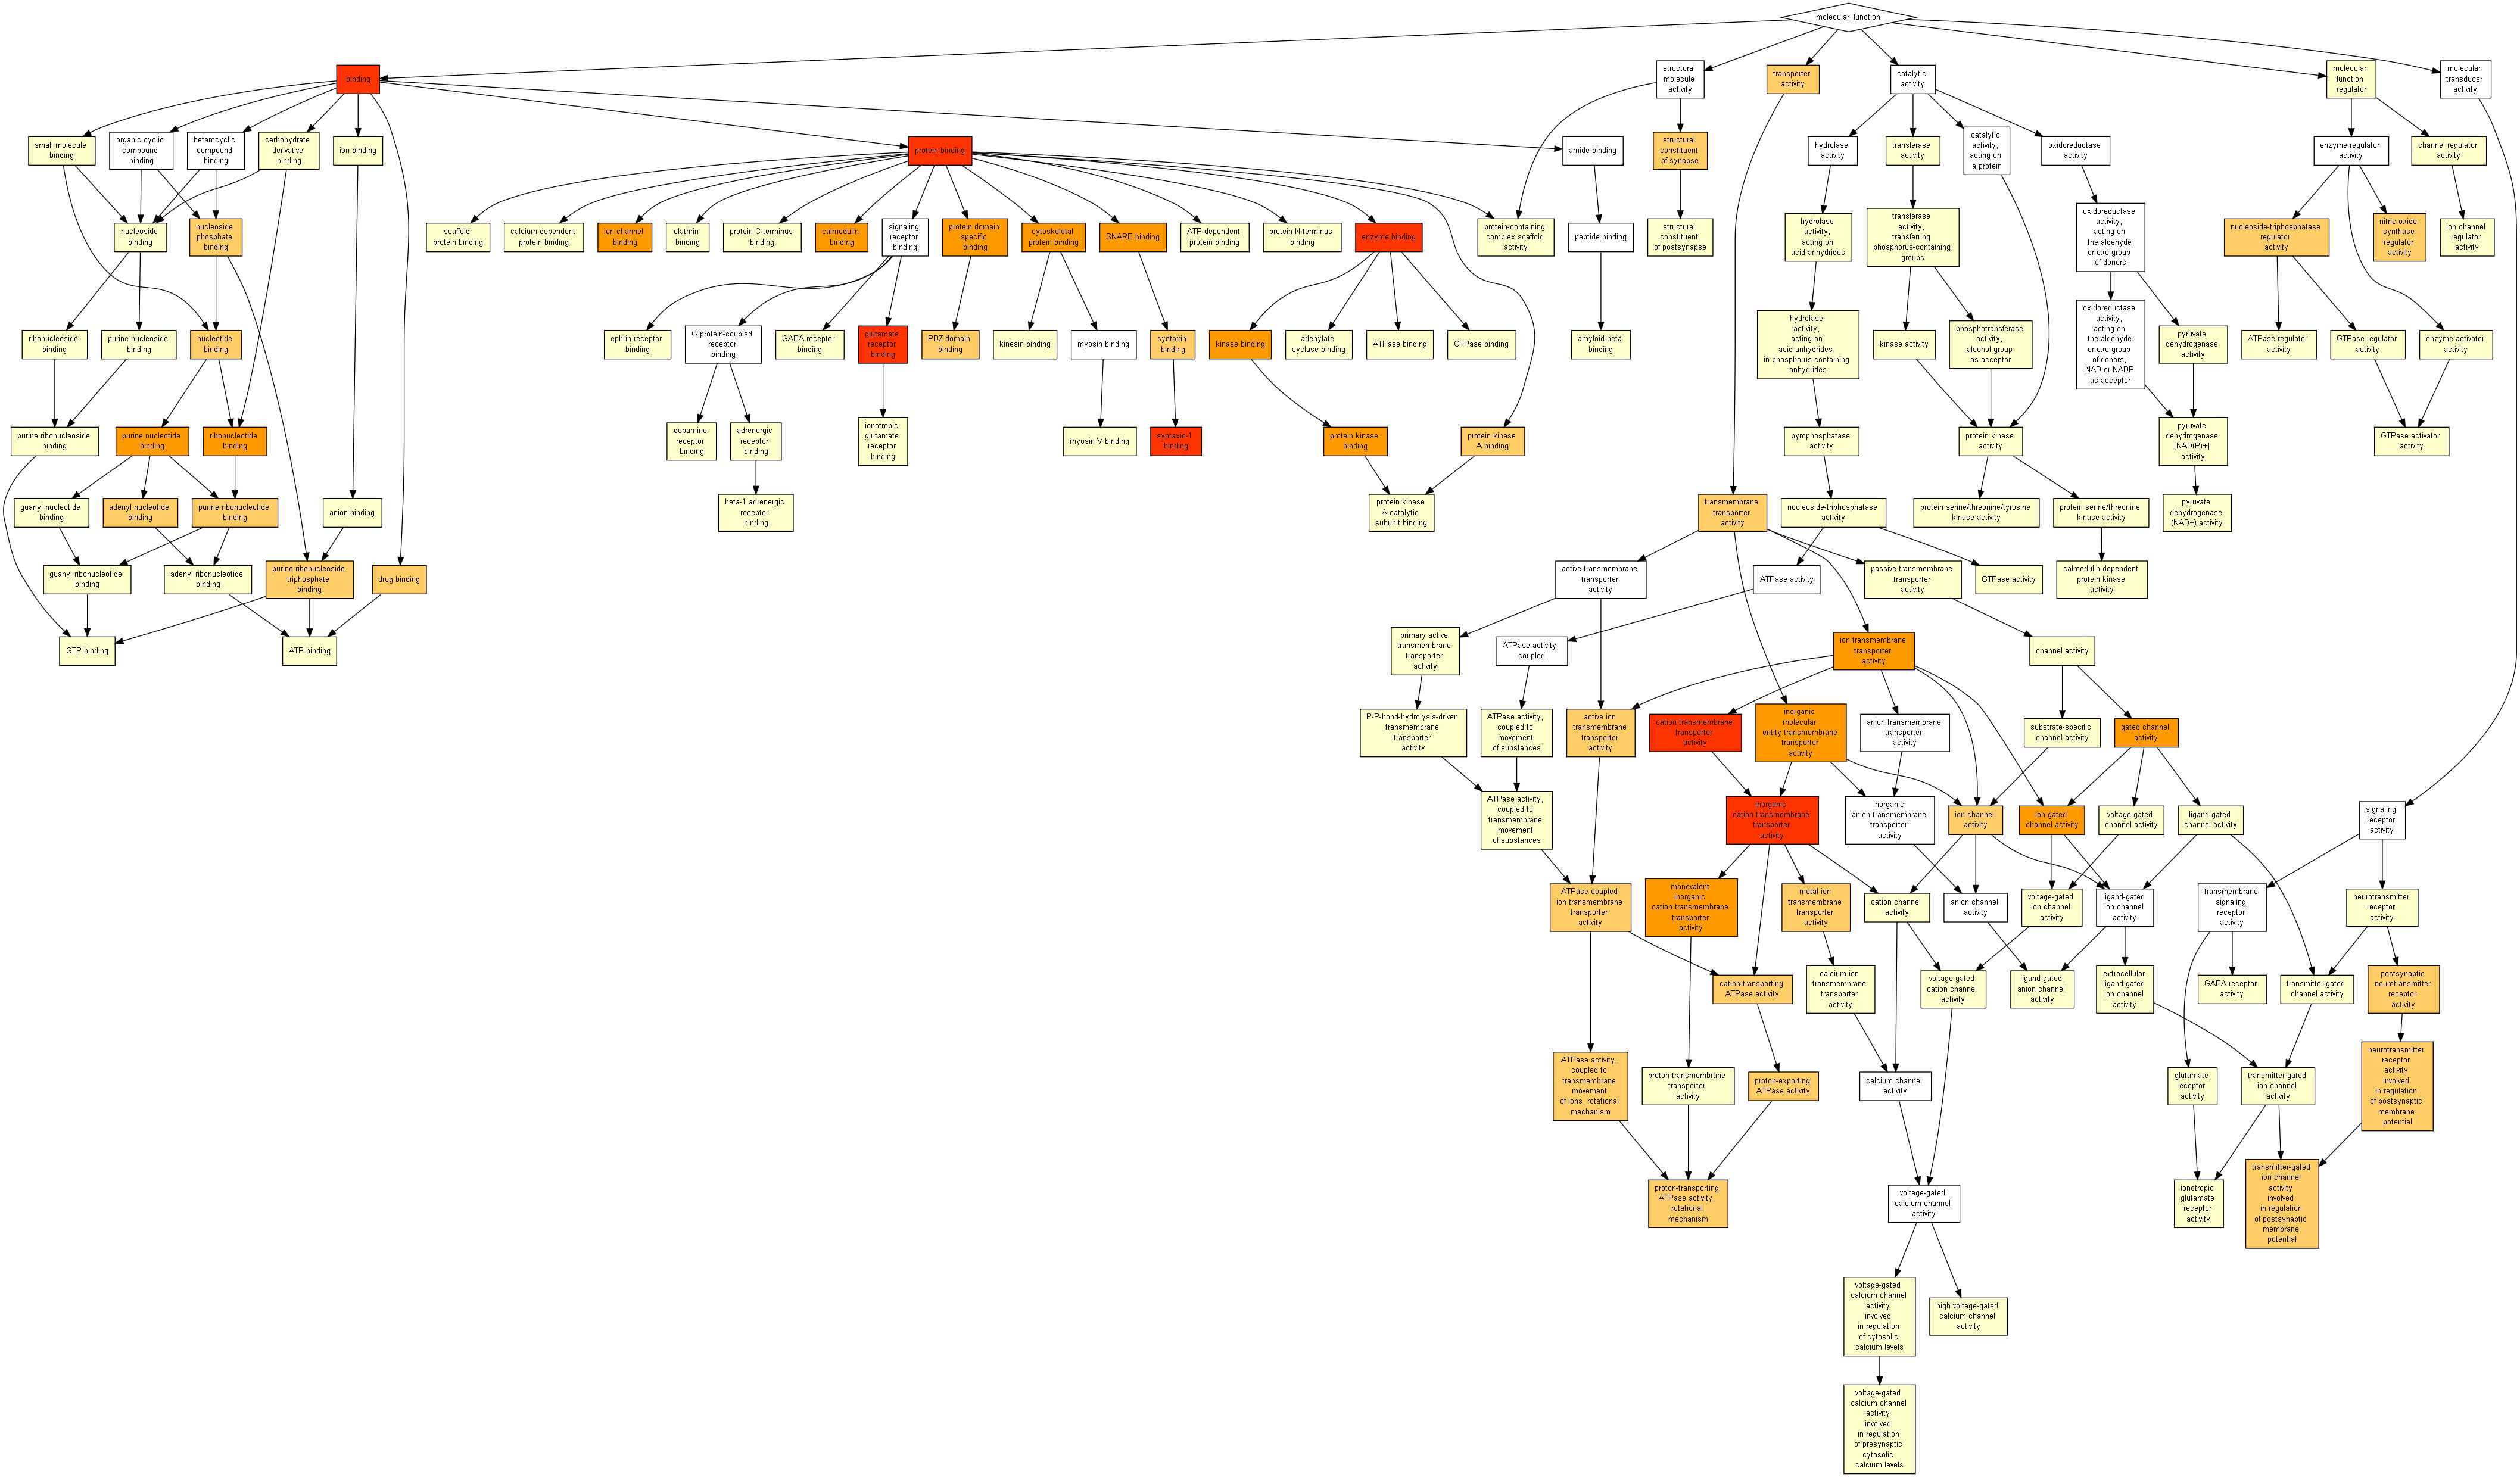 molecular_function
binding
structural
molecule
activity
transporter
activity
catalytic
activity
molecular
function
regulator
molecular
transducer
activity
small molecule
binding
organic cyclic
compound
binding
heterocyclic
compound
binding
carbohydrate
derivative
binding
ion binding
protein binding
amide binding
structural
constituent
of synapse
hydrolase
activity
transferase
activity
catalytic
activity,
acting on
a protein
oxidoreductase
activity
enzyme regulator
activity
channel regulator
activity
nucleoside
binding
nucleoside
phosphate
binding
scaffold
protein binding
calcium-dependent
protein binding
ion channel
binding
clathrin
binding
protein C-terminus
binding
calmodulin
binding
signaling
receptor
binding
protein domain
specific
binding
cytoskeletal
protein binding
SNARE binding
ATP-dependent
protein binding
protein N-terminus
binding
enzyme binding
protein-containing
complex scaffold
activity
peptide binding
structural
constituent
of postsynapse
hydrolase
activity,
acting on
acid anhydrides
transferase
activity,
transferring
phosphorus-containing
groups
oxidoreductase
activity,
acting on
the aldehyde
or oxo group
of donors
nucleoside-triphosphatase
regulator
activity
nitric-oxide
synthase
regulator
activity
ion channel
regulator
activity
ribonucleoside
binding
purine nucleoside
binding
nucleotide
binding
ephrin receptor
binding
G protein-coupled
receptor
binding
GABA receptor
binding
glutamate
receptor
binding
PDZ domain
binding
kinesin binding
myosin binding
syntaxin
binding
kinase binding
adenylate
cyclase binding
ATPase binding
GTPase binding
amyloid-beta
binding
hydrolase
activity,
acting on
acid anhydrides,
in phosphorus-containing
anhydrides
kinase activity
phosphotransferase
activity,
alcohol group
as acceptor
oxidoreductase
activity,
acting on
the aldehyde
or oxo group
of donors,
NAD or NADP
as acceptor
pyruvate
dehydrogenase
activity
ATPase regulator
activity
GTPase regulator
activity
enzyme activator
activity
purine ribonucleoside
binding
purine nucleotide
binding
ribonucleotide
binding
dopamine
receptor
binding
adrenergic
receptor
binding
ionotropic
glutamate
receptor
binding
myosin V binding
syntaxin-1
binding
protein kinase
binding
protein kinase
A binding
pyrophosphatase
activity
protein kinase
activity
pyruvate
dehydrogenase
[NAD(P)+]
activity
GTPase activator
activity
guanyl nucleotide
binding
adenyl nucleotide
binding
purine ribonucleotide
binding
anion binding
beta-1 adrenergic
receptor
binding
protein kinase
A catalytic
subunit binding
transmembrane
transporter
activity
nucleoside-triphosphatase
activity
protein serine/threonine/tyrosine
kinase activity
protein serine/threonine
kinase activity
pyruvate
dehydrogenase
(NAD+) activity
guanyl ribonucleotide
binding
adenyl ribonucleotide
binding
purine ribonucleoside
triphosphate
binding
drug binding
active transmembrane
transporter
activity
ATPase activity
passive transmembrane
transporter
activity
GTPase activity
calmodulin-dependent
protein kinase
activity
GTP binding
ATP binding
primary active
transmembrane
transporter
activity
ATPase activity,
coupled
ion transmembrane
transporter
activity
channel activity
P-P-bond-hydrolysis-driven
transmembrane
transporter
activity
ATPase activity,
coupled to
movement
of substances
active ion
transmembrane
transporter
activity
cation transmembrane
transporter
activity
inorganic
molecular
entity transmembrane
transporter
activity
anion transmembrane
transporter
activity
substrate-specific
channel activity
gated channel
activity
ATPase activity,
coupled to
transmembrane
movement
of substances
inorganic
cation transmembrane
transporter
activity
inorganic
anion transmembrane
transporter
activity
ion channel
activity
ion gated
channel activity
voltage-gated
channel activity
ligand-gated
channel activity
signaling
receptor
activity
ATPase coupled
ion transmembrane
transporter
activity
monovalent
inorganic
cation transmembrane
transporter
activity
metal ion
transmembrane
transporter
activity
cation channel
activity
anion channel
activity
voltage-gated
ion channel
activity
ligand-gated
ion channel
activity
transmembrane
signaling
receptor
activity
neurotransmitter
receptor
activity
cation-transporting
ATPase activity
calcium ion
transmembrane
transporter
activity
voltage-gated
cation channel
activity
ligand-gated
anion channel
activity
extracellular
ligand-gated
ion channel
activity
GABA receptor
activity
transmitter-gated
channel activity
postsynaptic
neurotransmitter
receptor
activity
ATPase activity,
coupled to
transmembrane
movement
of ions, rotational
mechanism
proton transmembrane
transporter
activity
proton-exporting
ATPase activity
calcium channel
activity
glutamate
receptor
activity
transmitter-gated
ion channel
activity
neurotransmitter
receptor
activity
involved
in regulation
of postsynaptic
membrane
potential
proton-transporting
ATPase activity,
rotational
mechanism
voltage-gated
calcium channel
activity
ionotropic
glutamate
receptor
activity
transmitter-gated
ion channel
activity
involved
in regulation
of postsynaptic
membrane
potential
voltage-gated
calcium channel
activity
involved
in regulation
of cytosolic
calcium levels
high voltage-gated
calcium channel
activity
voltage-gated
calcium channel
activity
involved
in regulation
of presynaptic
cytosolic
calcium levels